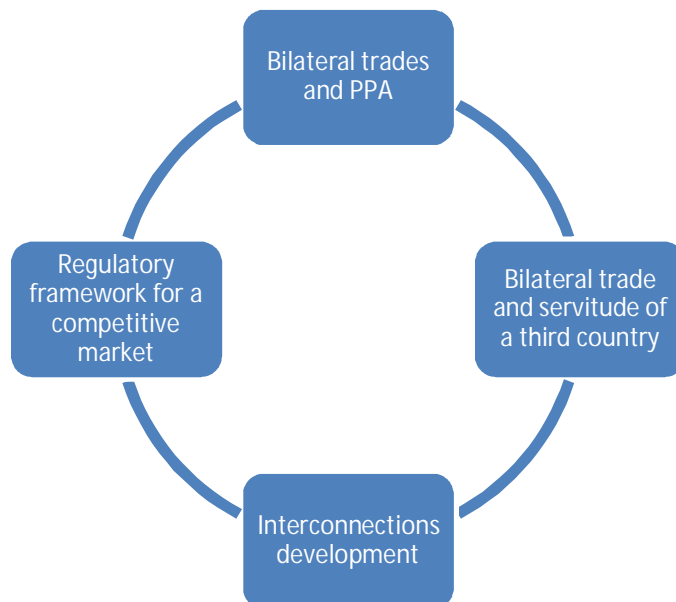 Bilateral trades
and PPA
Regulatory
framework for a
competitive
market
Bilateral trade
and servitude of
a third country
Interconnections
development